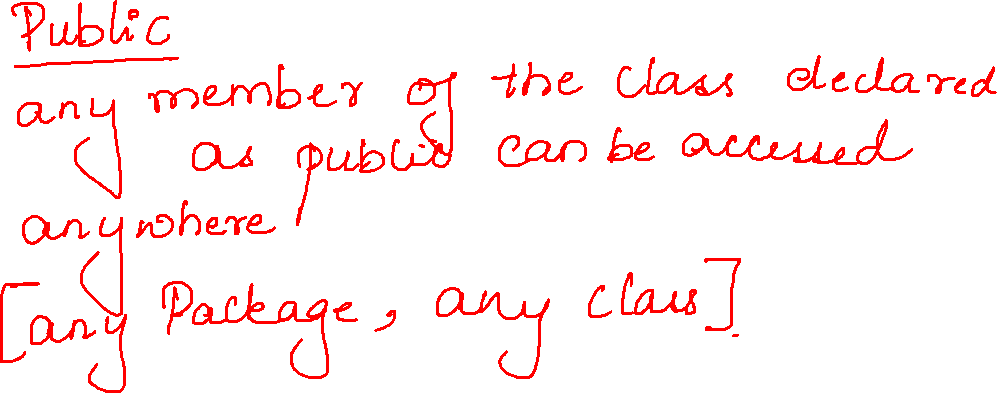 Public
any member of the class declared
as public can be accessed
anywhere
[any Package, any class]